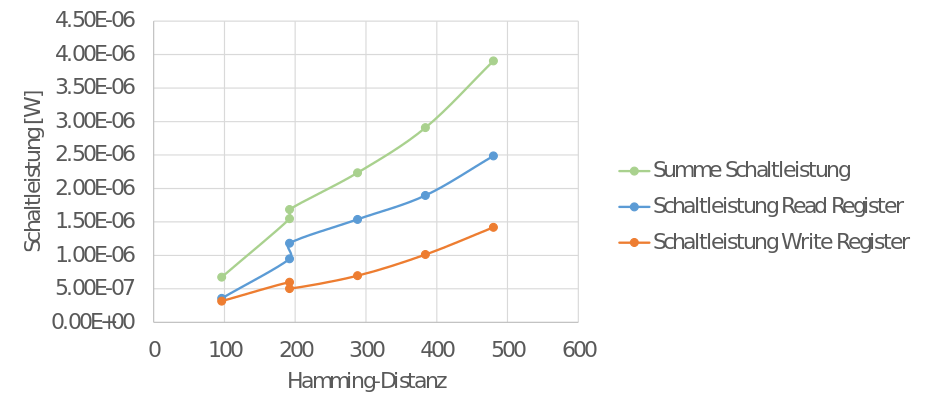 4.50E-06
4.00E-06
3.50E-06
3.00E-06
2.50E-06
2.00E-06
1.50E-06
1.00E-06
5.00E-07
0.00E+00
Schaltleistung [W]
0 100 200 300 400 500 600
Hamming-Distanz
Summe Schaltleistung
Schaltleistung Read Register
Schaltleistung Write Register